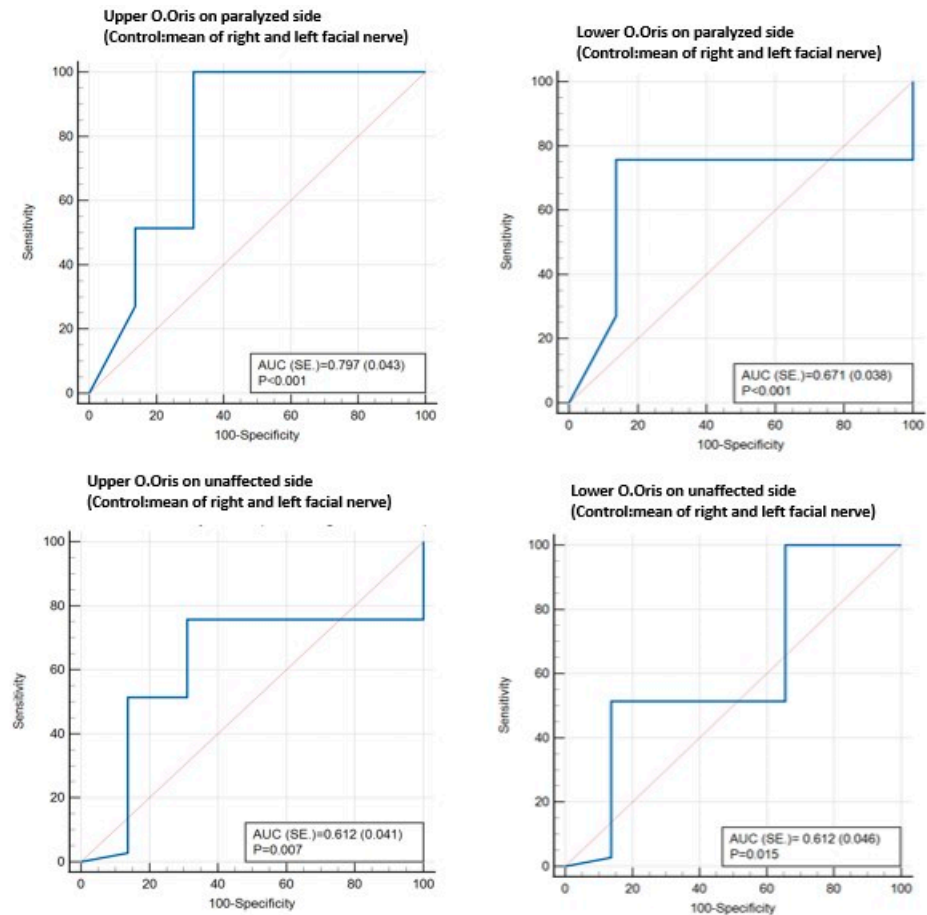 Upper O.Oris on paralyzed side
(Control:mean of right and left facial nerve)
100
80
60
40
20
0
Sensitivity
AUC (SE.)=0.797 (0.043)
P<0.001
0 20 40 60 80 100
100-Specificity
Lower O.Oris on paralyzed side
(Control:mean of right and left facial nerve)
100
80
60
40
20
0
Sensitivity
AUC (SE.)=0.671 (0.038)
P<0.001
0 20 40 60 80 100
100-Specificity
Upper O.Oris on unaffected side
(Control:mean of right and left facial nerve)
100
80
60
40
20
0
Sensitivity
AUC (SE.)=0.612 (0.041)
P=0.007
0 20 40 60 80 100
100-Specificity
Lower O.Oris on unaffected side
(Control:mean of right and left facial nerve)
100
80
60
40
20
0
Sensitivity
AUC (SE.)= 0.612 (0.046)
P=0.015
0 20 40 60 80 100
100-Specificity